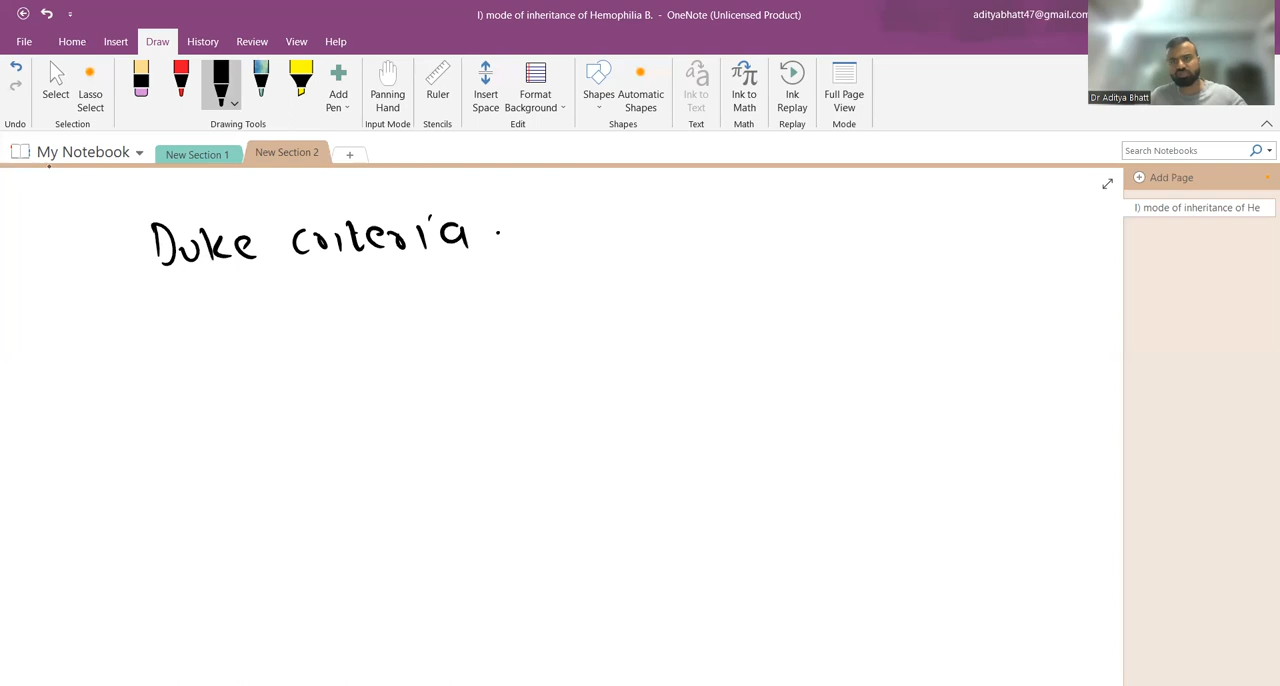 I) mode of inheritance of Hemophilia B. - OneNote (Unlicensed Product)
adityabhatt47@gmail.com
File Home Insert Draw History Review View Help
Undo
Select
Lasso Select
Add Pen
Panning Hand
Ruler
Insert Space
Format Background
Shapes
Automatic Shapes
Ink to Text
Ink to Math
Ink Replay
Full Page View
Dr Aditya Bhatt
Undo Selection Drawing Tools Input Mode Stencils Edit Shapes Text Math Replay Mode
My Notebook New Section 1 New Section 2 +
Search Notebooks
Add Page
I) mode of inheritance of He
Duke criteria .